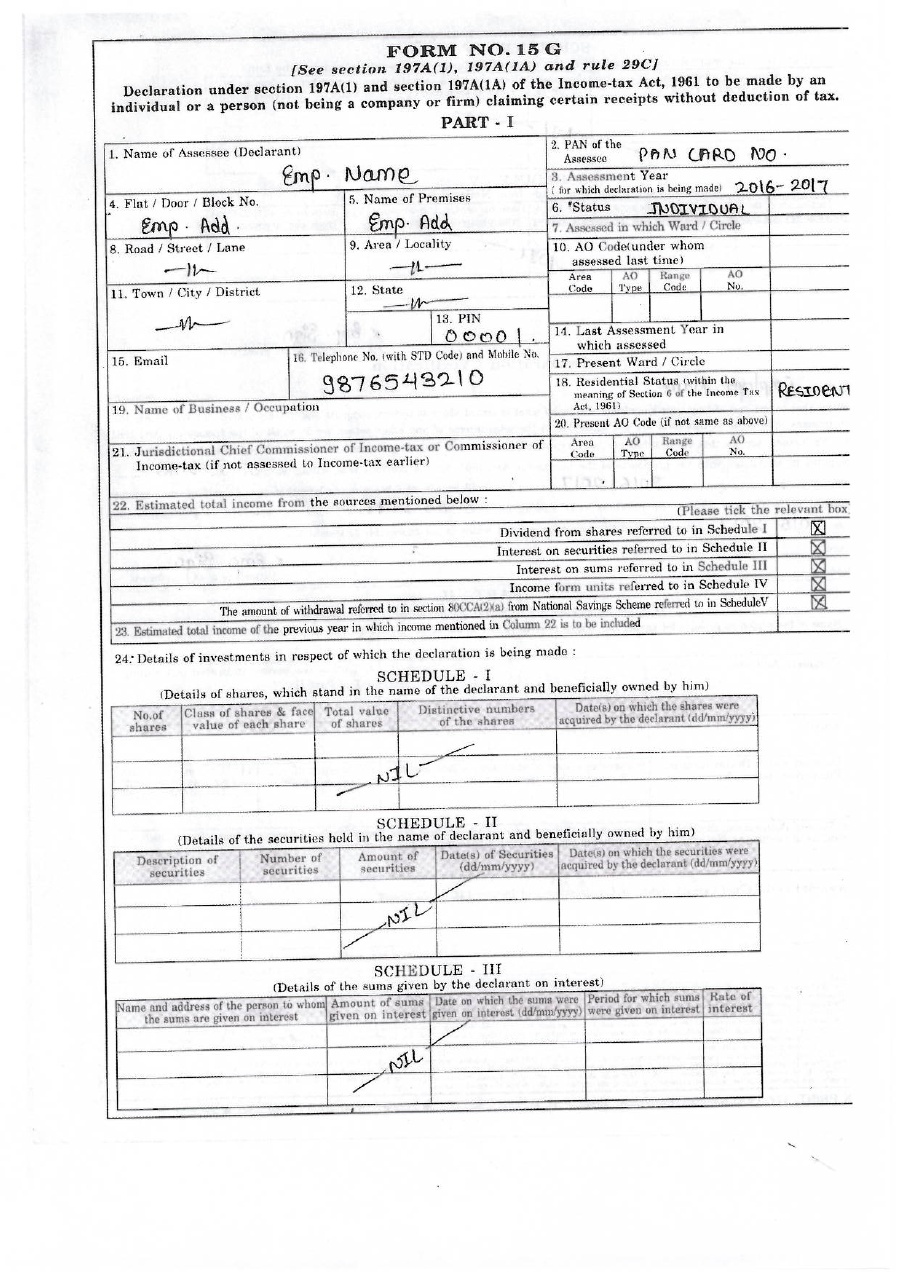 FORM NO. 15 G
[See section 197A(1), 197A(1A) and rule 29C]
Declaration under section 197A(1) and section 197A(1A) of the Income-tax Act, 1961 to be made by an
individual or a person (not being a company or firm) claiming certain receipts without deduction of tax.
PART - I
1. Name of Assessee (Declarant)
Emp. Name
2. PAN of the
Assessee PAN CARD NO.
3. Assessment Year
( for which declaration is being made) 2016-2017
4. Flat / Door / Block No.
Emp. Add.
5. Name of Premises
Emp. Add
6. *Status INDIVIDUAL
7. Assessed in which Ward / Circle
8. Road / Street / Lane
—11—
9. Area / Locality
—11—
10. AO Code(under whom
assessed last time)
Area Code AO Type Range Code AO No.
11. Town / City / District
—11—
12. State
—11—
13. PIN
00001.
14. Last Assessment Year in
which assessed
15. Email
16. Telephone No. (with STD Code) and Mobile No.
9876543210
17. Present Ward / Circle
18. Residential Status (within the
meaning of Section 6 of the Income Tax
Act, 1961) RESIDENT
19. Name of Business / Occupation
20. Present AO Code (if not same as above)
Area Code AO Type Range Code AO No.
21. Jurisdictional Chief Commissioner of Income-tax or Commissioner of
Income-tax (if not assessed to Income-tax earlier)
22. Estimated total income from the sources mentioned below :
(Please tick the relevant box
Dividend from shares referred to in Schedule I ☒
Interest on securities referred to in Schedule II ☒
Interest on sums referred to in Schedule III ☒
Income form units referred to Schedule IV ☒
The amount of withdrawal referred to in section 80CCA(2)(a) from National Savings Scheme referred to in ScheduleV ☒
23. Estimated total income of the previous year in which income mentioned in Column 22 is to be included
24. Details of investments in respect of which the declaration is being made :
SCHEDULE - I
(Details of shares, which stand in the name of the declarant and beneficially owned by him)
No.of shares Class of shares & face value of each share Total value of shares Distinctive numbers of the shares Date(s) on which the shares were acquired by the declarant (dd/mm/yyyy)
NIL
SCHEDULE - II
(Details of the securities held in the name of declarant and beneficially owned by him)
Description of securities Number of securities Amount of securities Date(s) of Securities (dd/mm/yyyy) Date(s) on which the securities were acquired by the declarant (dd/mm/yyyy)
NIL
SCHEDULE - III
(Details of the sums given by the declarant on interest)
Name and address of the person to whom the sums are given on interest Amount of sums given on interest Date on which the sums were given on interest (dd/mm/yyyy) Period for which sums were given on interest Rate of interest
NIL